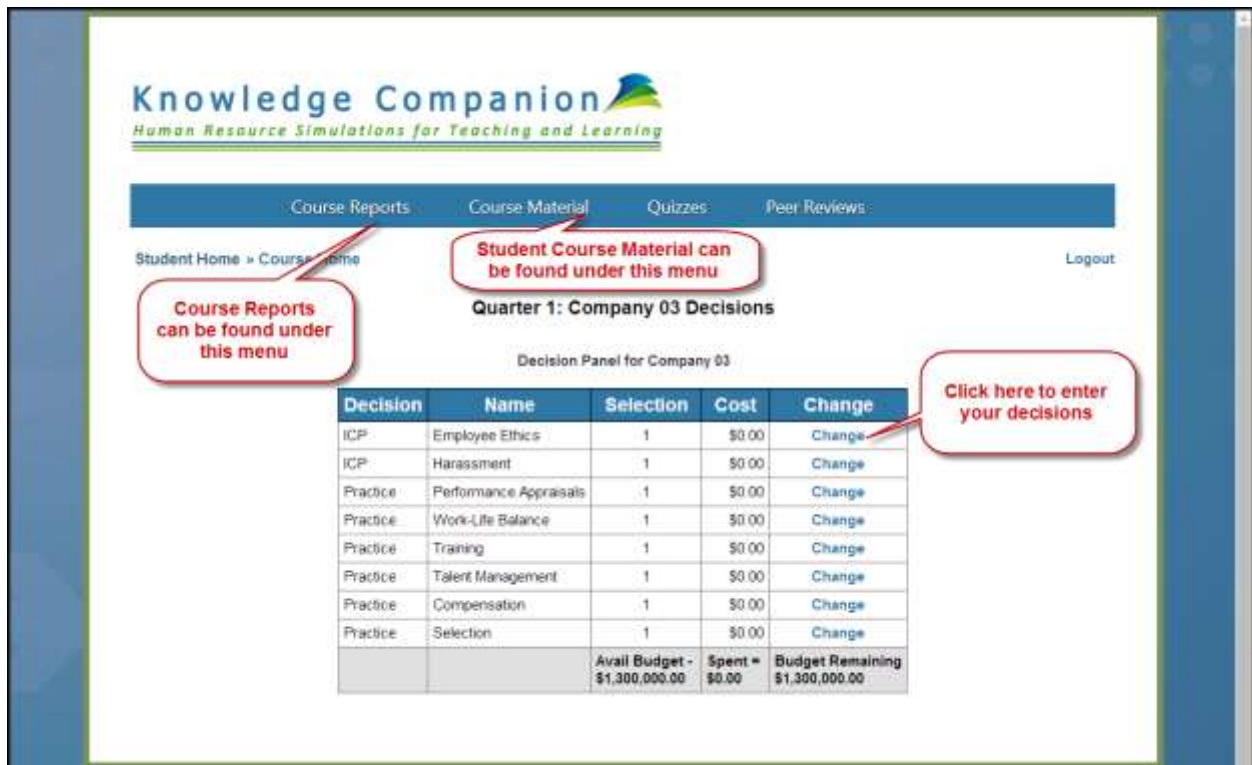 Knowledge Companion
Human Resource Simulations for Teaching and Learning
Course Reports Course Material Quizzes Peer Reviews
Student Home » Course Home
Logout
Student Course Material can
be found under this menu
Course Reports
can be found under
this menu
Quarter 1: Company 03 Decisions
Decision Panel for Company 03
Click here to enter
your decisions
Decision Name Selection Cost Change
ICP Employee Ethics 1 $0.00 Change
ICP Harassment 1 $0.00 Change
Practice Performance Appraisals 1 $0.00 Change
Practice Work-Life Balance 1 $0.00 Change
Practice Training 1 $0.00 Change
Practice Talent Management 1 $0.00 Change
Practice Compensation 1 $0.00 Change
Practice Selection 1 $0.00 Change
Avail Budget - Spent = Budget Remaining
$1,300,000.00 $0.00 $1,300,000.00